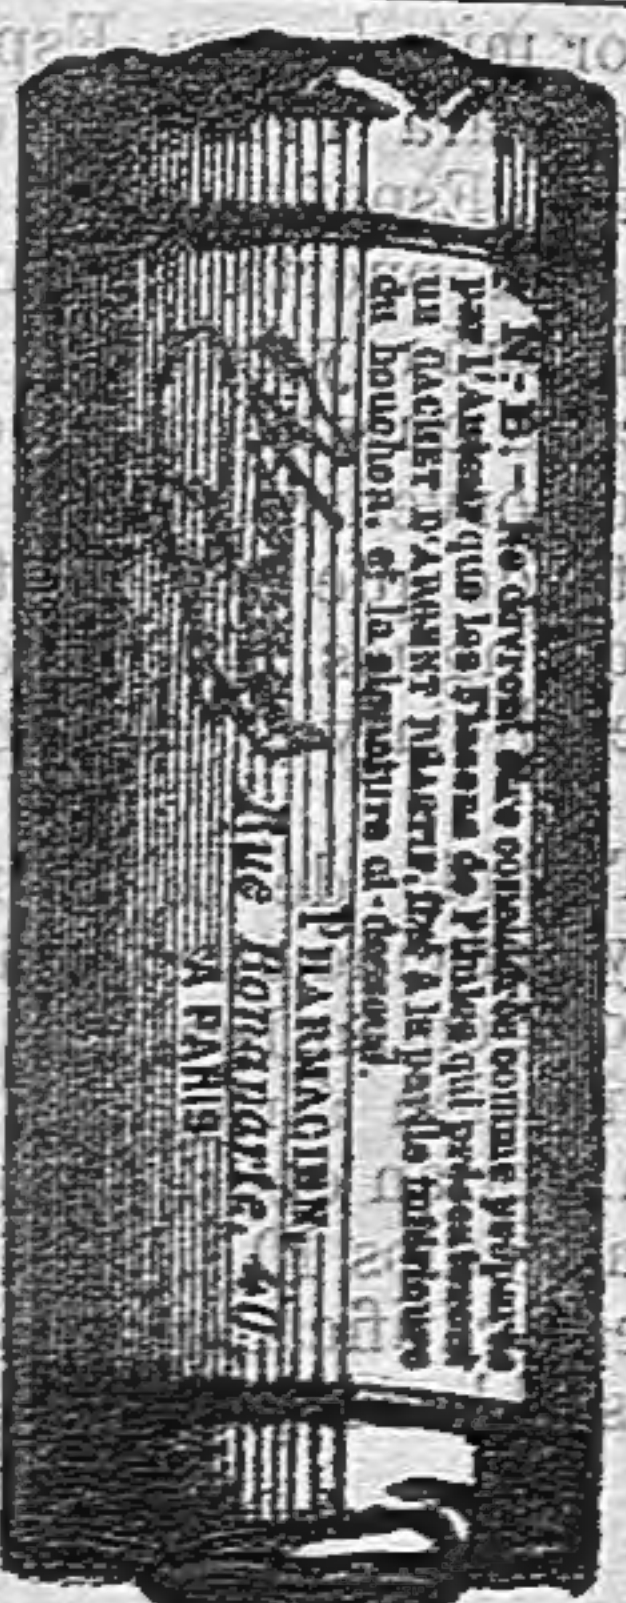 N. B. — Ne devront être considérés comme préparés
par l'Auteur que les Flacons de Pilules qui présenteront
un CACHET D'ARGENT RÉACTIF, fixé à la partie inférieure
du bouchon, et la signature ci-dessous.
PHARMACIEN,
Rue Bonaparte, 40,
A PARIS